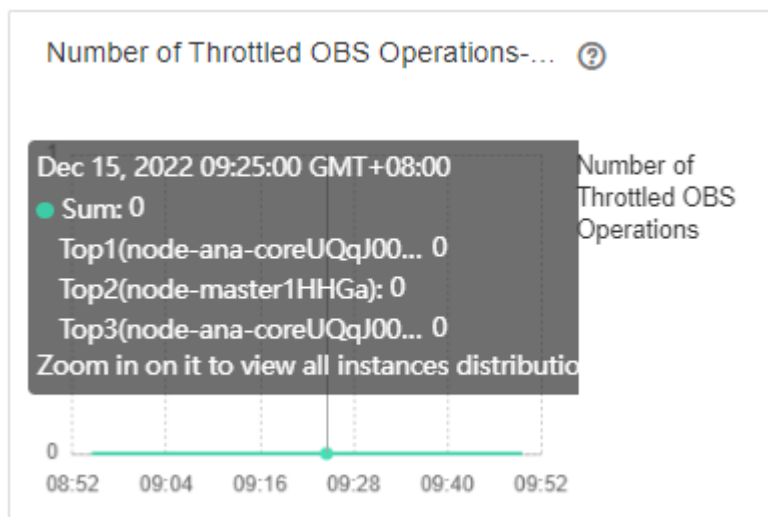 Number of Throttled OBS Operations-...
1
Dec 15, 2022 09:25:00 GMT+08:00
Sum: 0
Top1(node-ana-coreUQqJ00... 0
Top2(node-master1HHGa): 0
Top3(node-ana-coreUQqJ00... 0
Zoom in on it to view all instances distributio
Number of
Throttled OBS
Operations
0
08:52 09:04 09:16 09:28 09:40 09:52